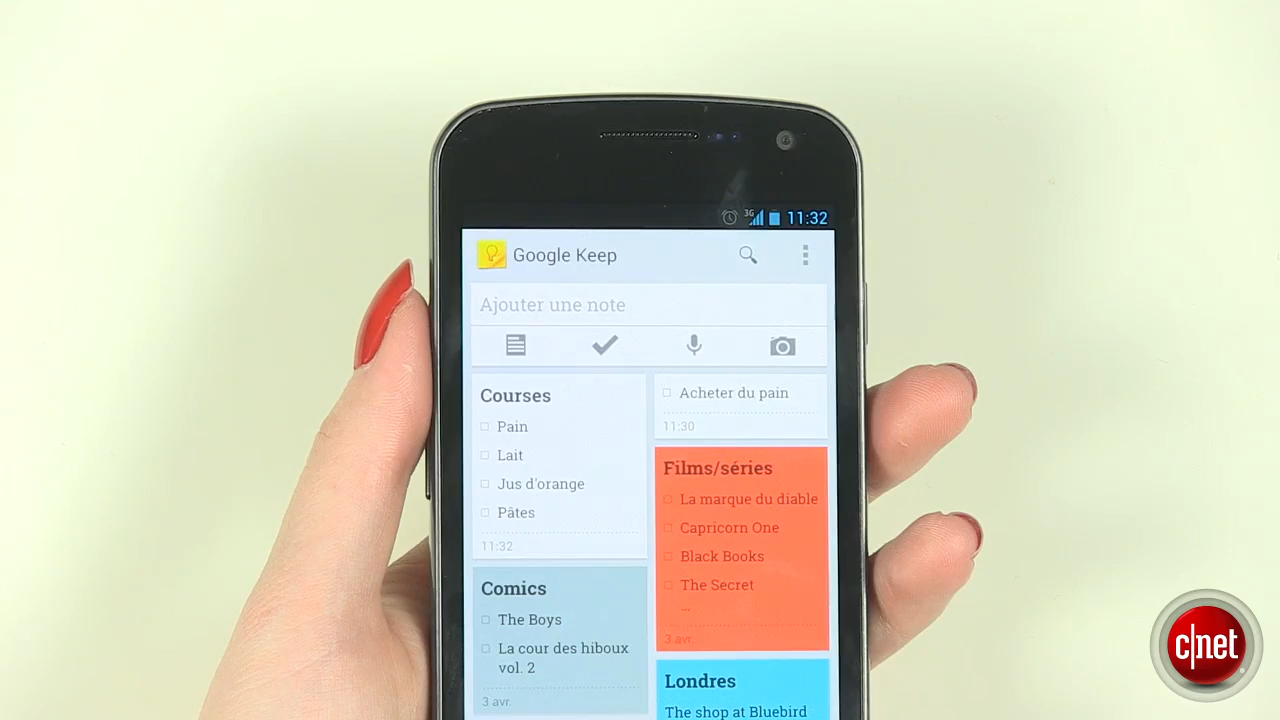 3G 11:32
Google Keep
Ajouter une note
Courses
Pain
Lait
Jus d'orange
Pâtes
11:32
Comics
The Boys
La cour des hiboux
vol. 2
3 avr.
Acheter du pain
11:30
Films/séries
La marque du diable
Capricorn One
Black Books
The Secret
...
3 avr.
Londres
The shop at Bluebird
c|net